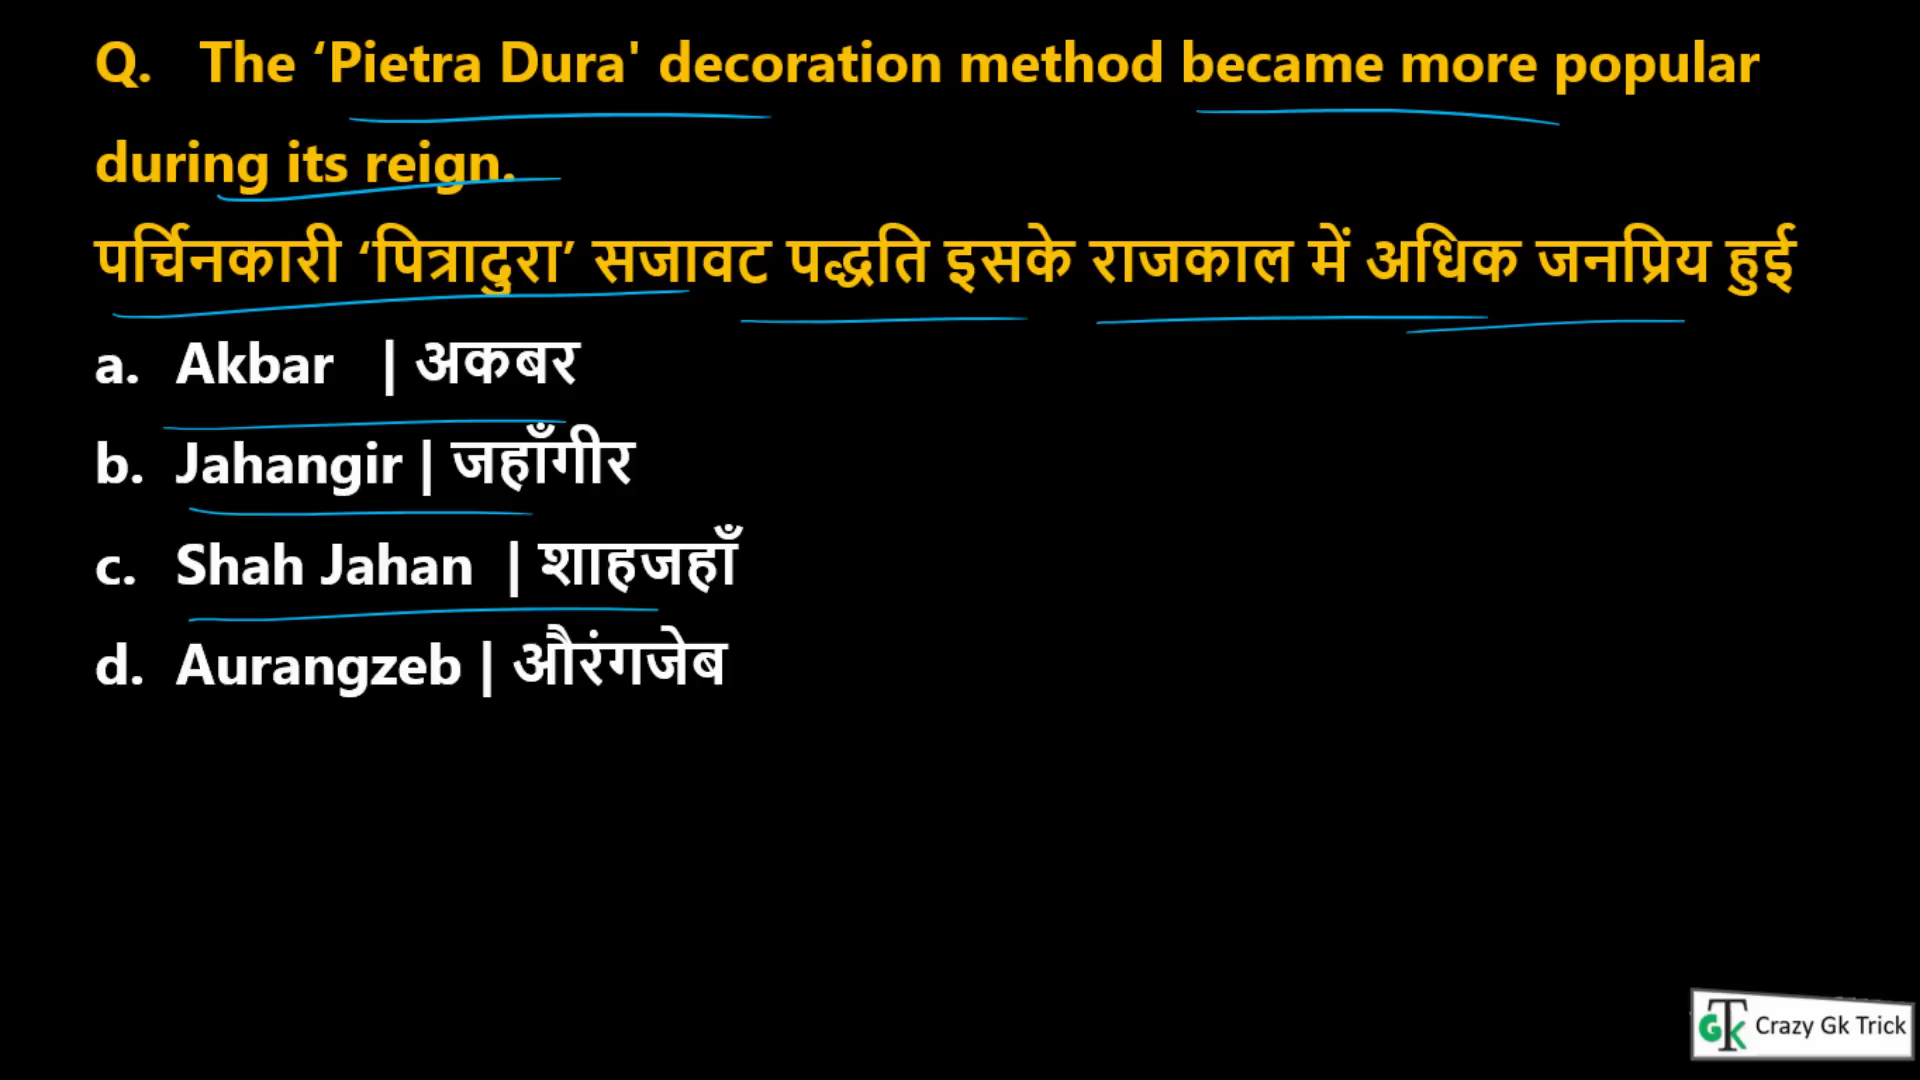 Q. The ‘Pietra Dura' decoration method became more popular
during its reign.
पर्चिनकारी ‘पित्रादुरा’ सजावट पद्धति इसके राजकाल में अधिक जनप्रिय हुई
a. Akbar | अकबर
b. Jahangir | जहाँगीर
c. Shah Jahan | शाहजहाँ
d. Aurangzeb | औरंगजेब
GTK Crazy Gk Trick